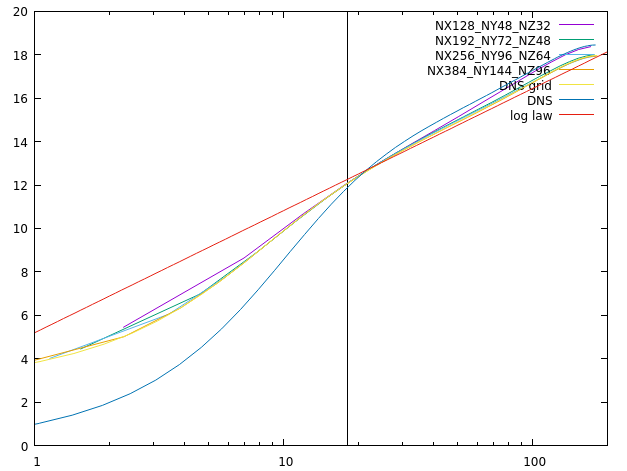 20
18
16
14
12
10
8
6
4
2
0
1
10
100
NX128_NY48_NZ32
NX192_NY72_NZ48
NX256_NY96_NZ64
NX384_NY144_NZ96
DNS grid
DNS
log law